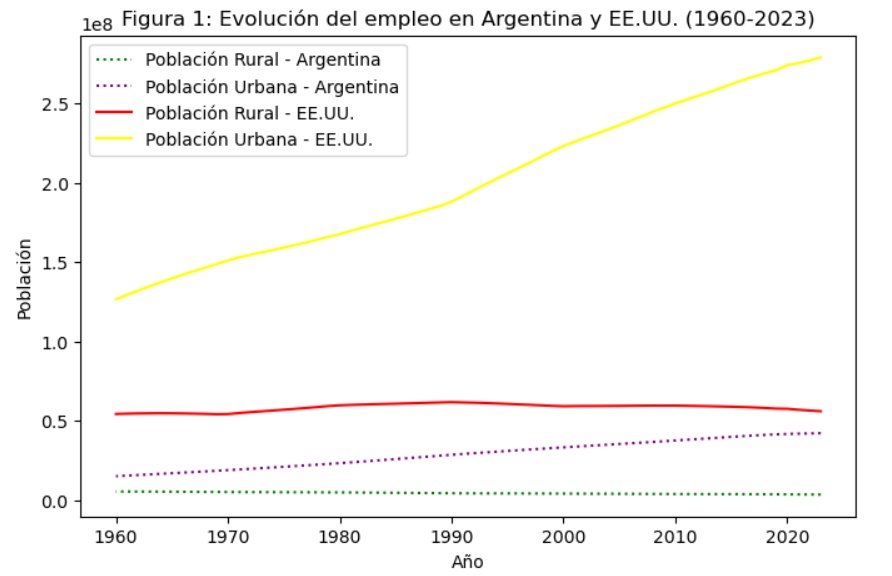 Figura 1: Evolución del empleo en Argentina y EE.UU. (1960-2023)
1e8
Población Rural - Argentina
Población Urbana - Argentina
Población Rural - EE.UU.
Población Urbana - EE.UU.
2.5
2.0
1.5
1.0
0.5
0.0
Población
1960 1970 1980 1990 2000 2010 2020
Año